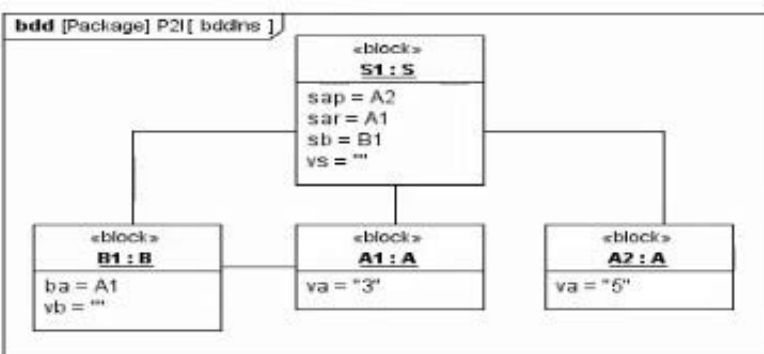 bdd [Package] P2I[ bddIns ]
«block»
S1 : S
sap = A2
sar = A1
sb = B1
vs = ""
«block»
B1 : B
ba = A1
vb = ""
«block»
A1 : A
va = "3"
«block»
A2 : A
va = "5"